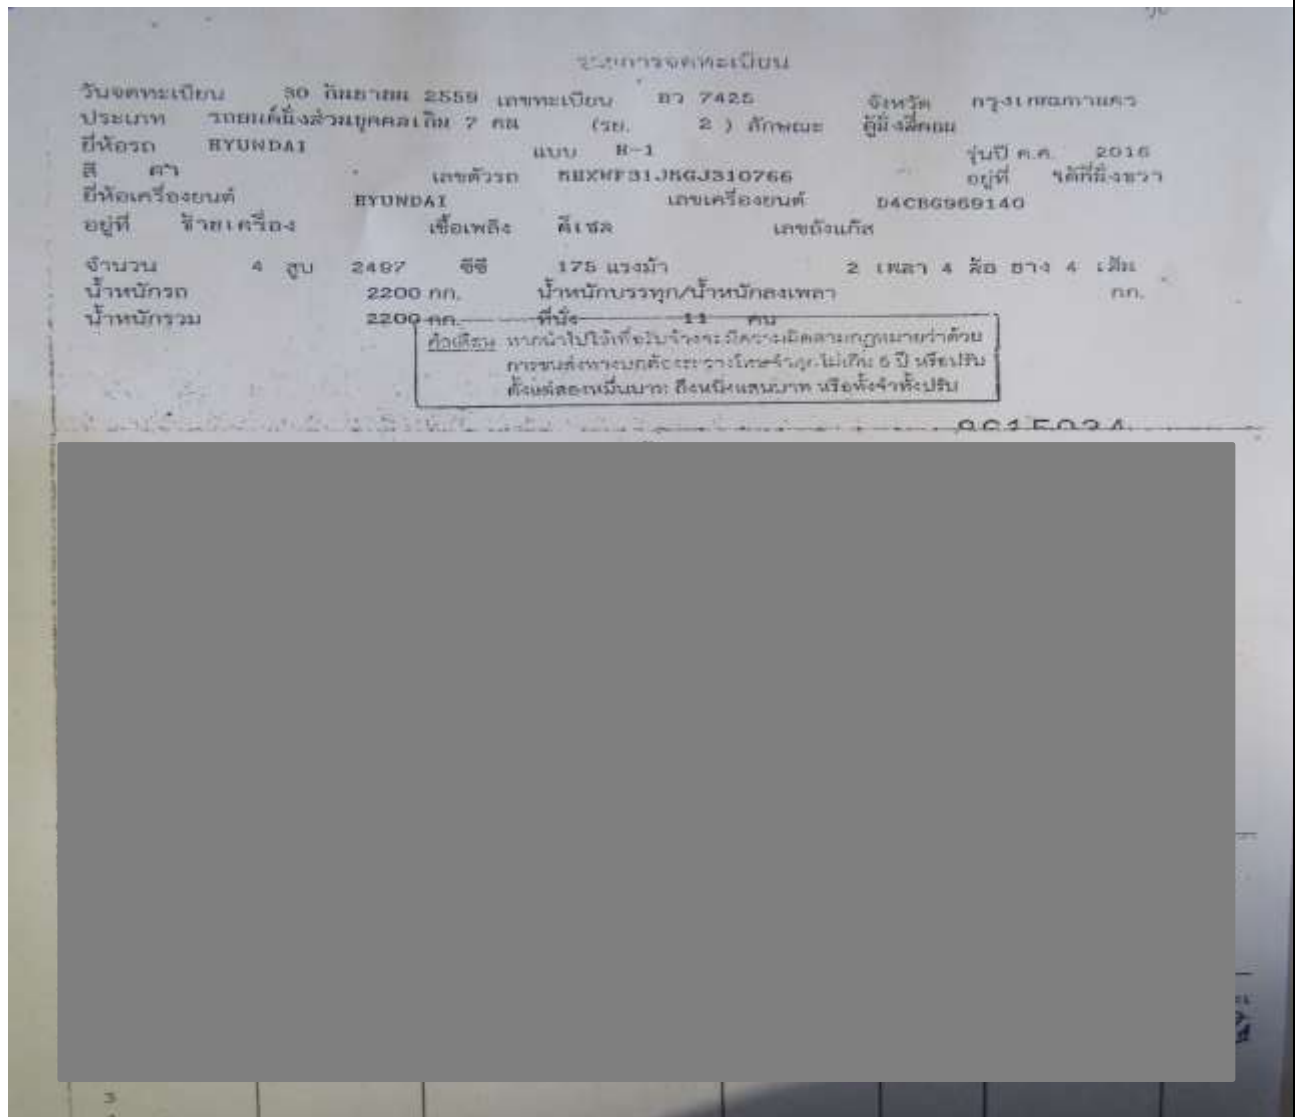 รายการจดทะเบียน
วันจดทะเบียน 30 กันยายน 2559 เลขทะเบียน ฮว 7425 จังหวัด กรุงเทพมหานคร
ประเภท รถยนต์นั่งส่วนบุคคลเกิน 7 คน (รย. 2 ) ลักษณะ ตู้นั่งสี่ตอน
ยี่ห้อรถ HYUNDAI แบบ H-1 รุ่นปี ค.ศ. 2016
สี ดำ เลขตัวรถ อยู่ที่ ใต้ที่นั่งขวา
ยี่ห้อเครื่องยนต์ HYUNDAI เลขเครื่องยนต์ D4CBG969140
อยู่ที่ ซ้ายเครื่อง เชื้อเพลิง ดีเซล เลขถังแก๊ส
จำนวน 4 สูบ 2497 ซีซี 175 แรงม้า 2 เพลา 4 ล้อ ยาง 4 เส้น
น้ำหนักรถ 2200 กก. น้ำหนักบรรทุก/น้ำหนักลงเพลา กก.
น้ำหนักรวม 2200 กก. ที่นั่ง 11 คน
คำเตือน หากนำไปใช้เพื่อรับจ้างจะมีความผิดตามกฎหมายว่าด้วย
การขนส่งทางบกต้องระวางโทษจำคุกไม่เกิน 5 ปี หรือปรับ
ตั้งแต่สองหมื่นบาท ถึงหนึ่งแสนบาท หรือทั้งจำทั้งปรับ
8615034
3